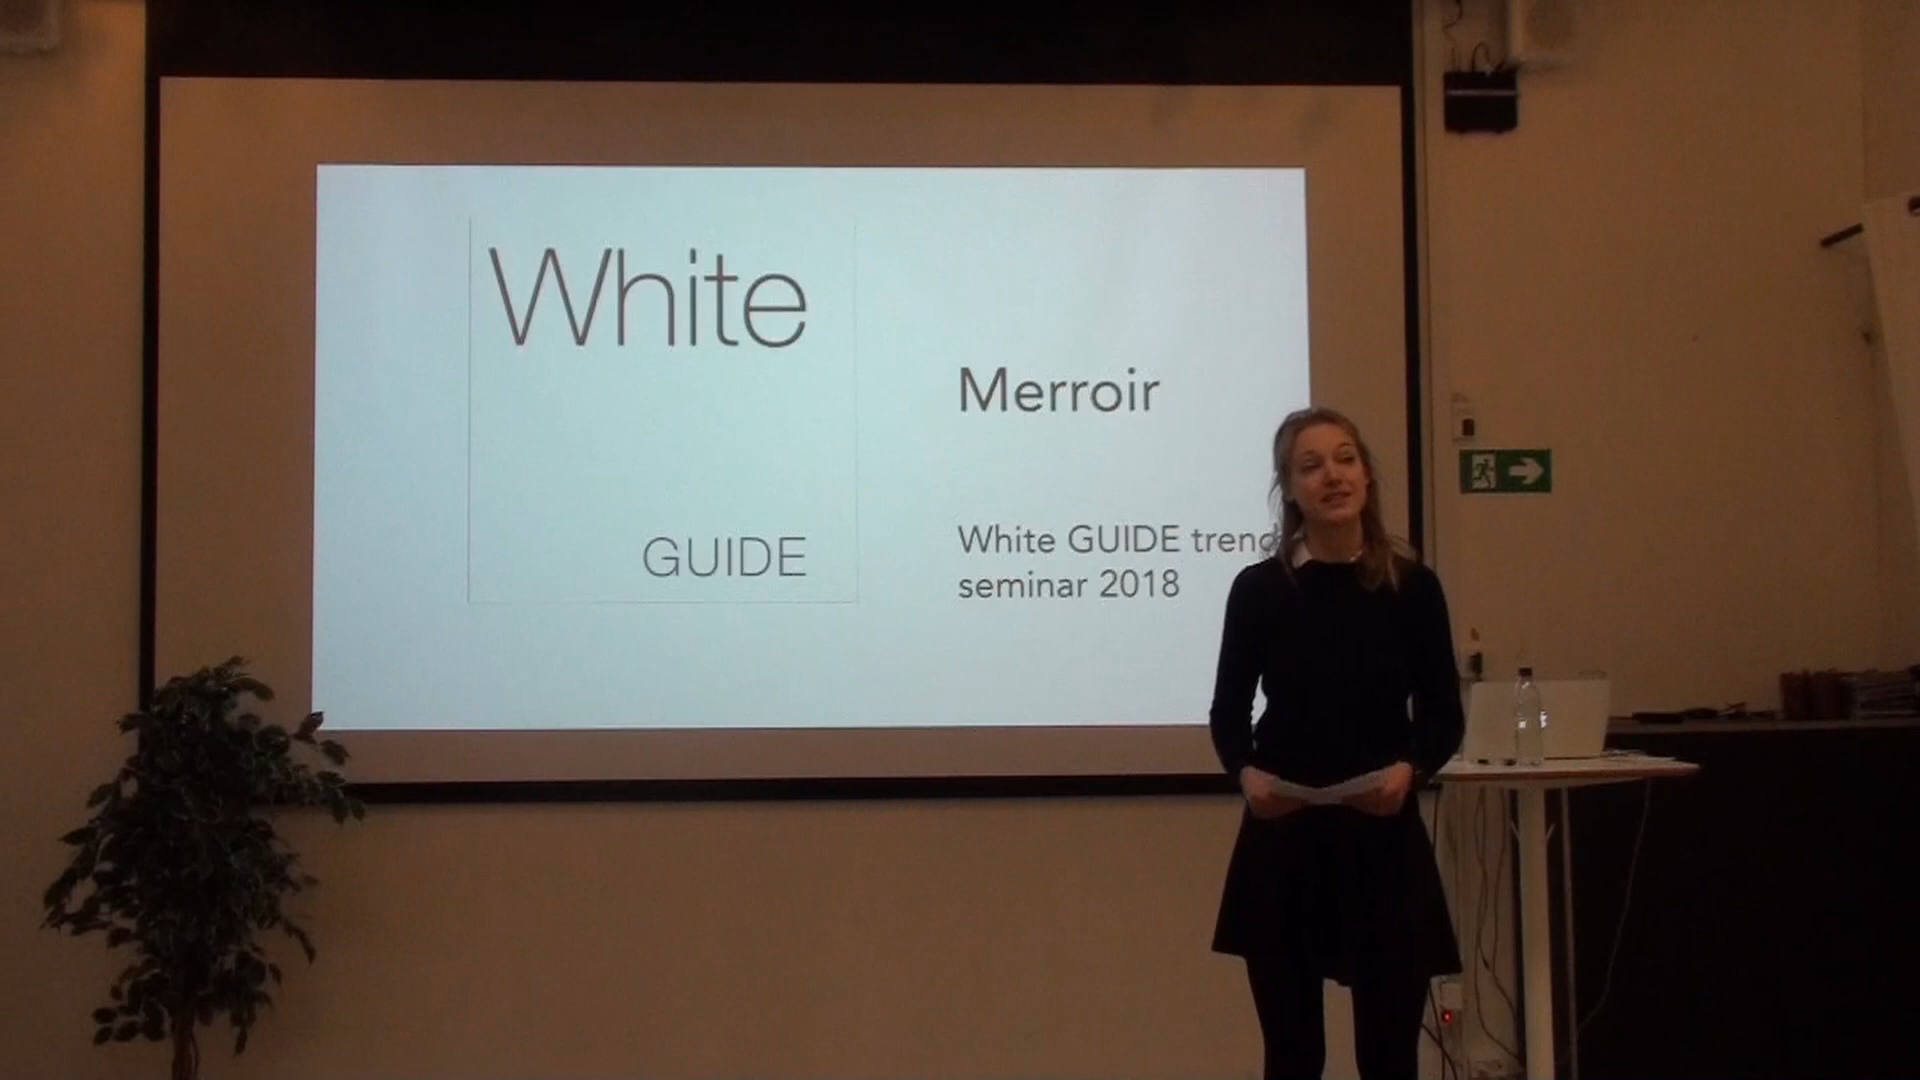 White
GUIDE
Merroir
White GUIDE trend
seminar 2018